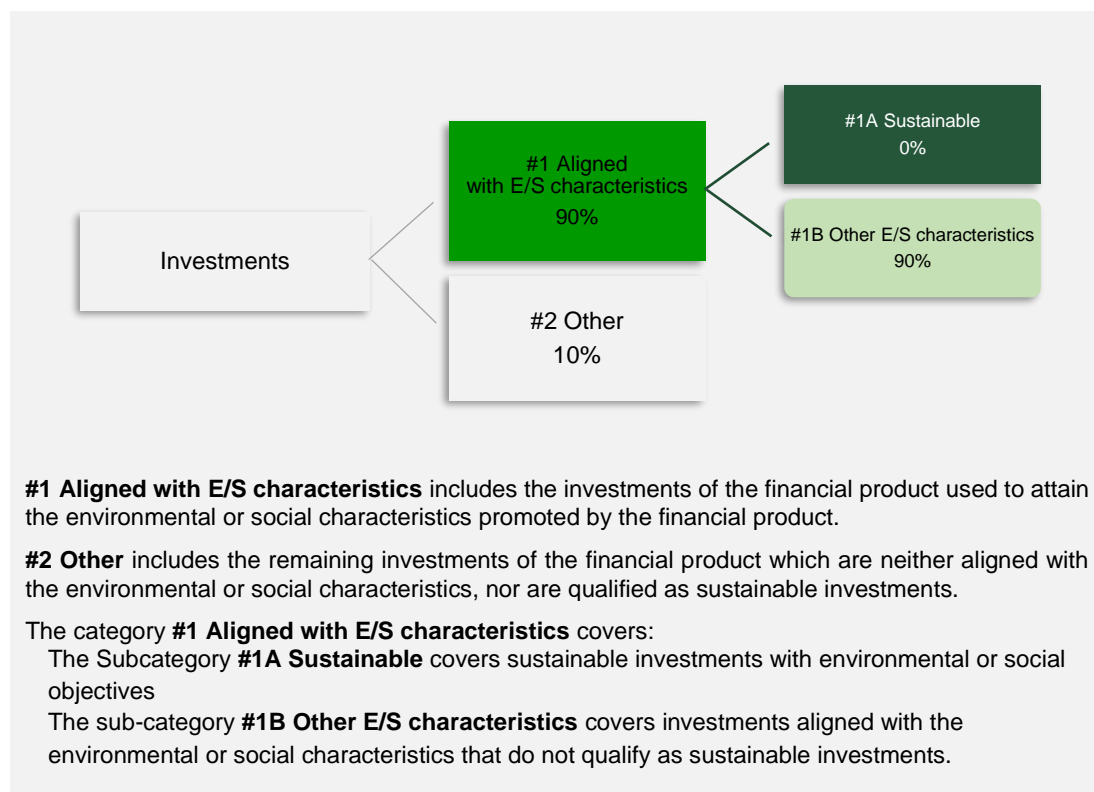 Investments
#1 Aligned
with E/S characteristics
90%
#2 Other
10%
#1A Sustainable
0%
#1B Other E/S characteristics
90%
#1 Aligned with E/S characteristics includes the investments of the financial product used to attain
the environmental or social characteristics promoted by the financial product.
#2 Other includes the remaining investments of the financial product which are neither aligned with
the environmental or social characteristics, nor are qualified as sustainable investments.
The category #1 Aligned with E/S characteristics covers:
The Subcategory #1A Sustainable covers sustainable investments with environmental or social
objectives
The sub-category #1B Other E/S characteristics covers investments aligned with the
environmental or social characteristics that do not qualify as sustainable investments.